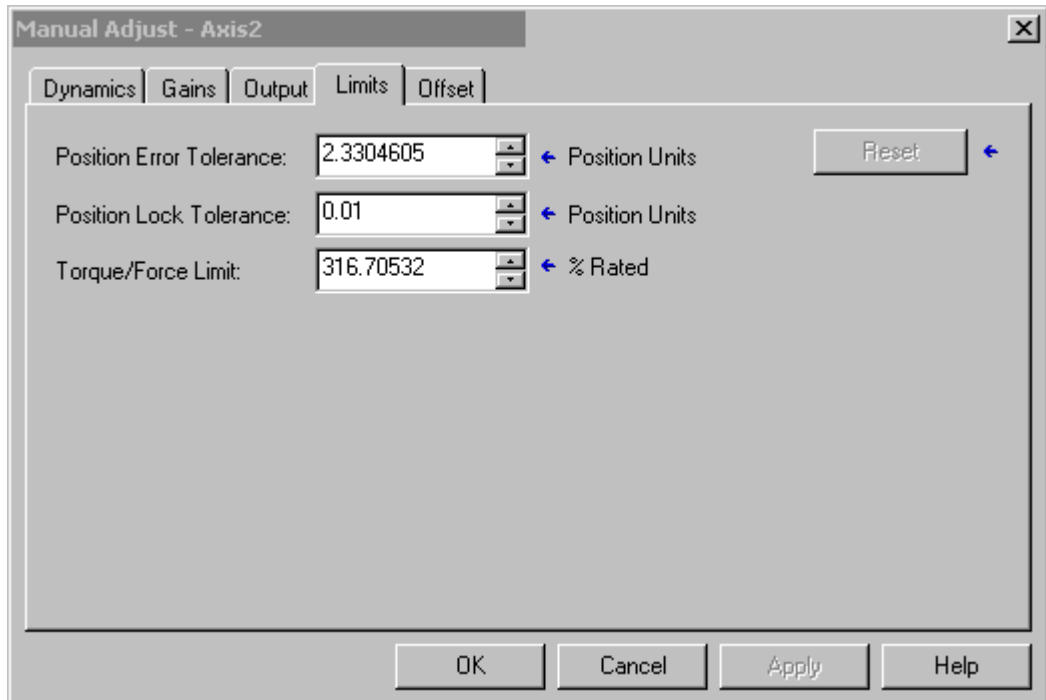 Manual Adjust - Axis2
Dynamics Gains Output Limits Offset
Position Error Tolerance: 2.3304605 Position Units Reset
Position Lock Tolerance: 0.01 Position Units
Torque/Force Limit: 316.70532 % Rated
OK Cancel Apply Help